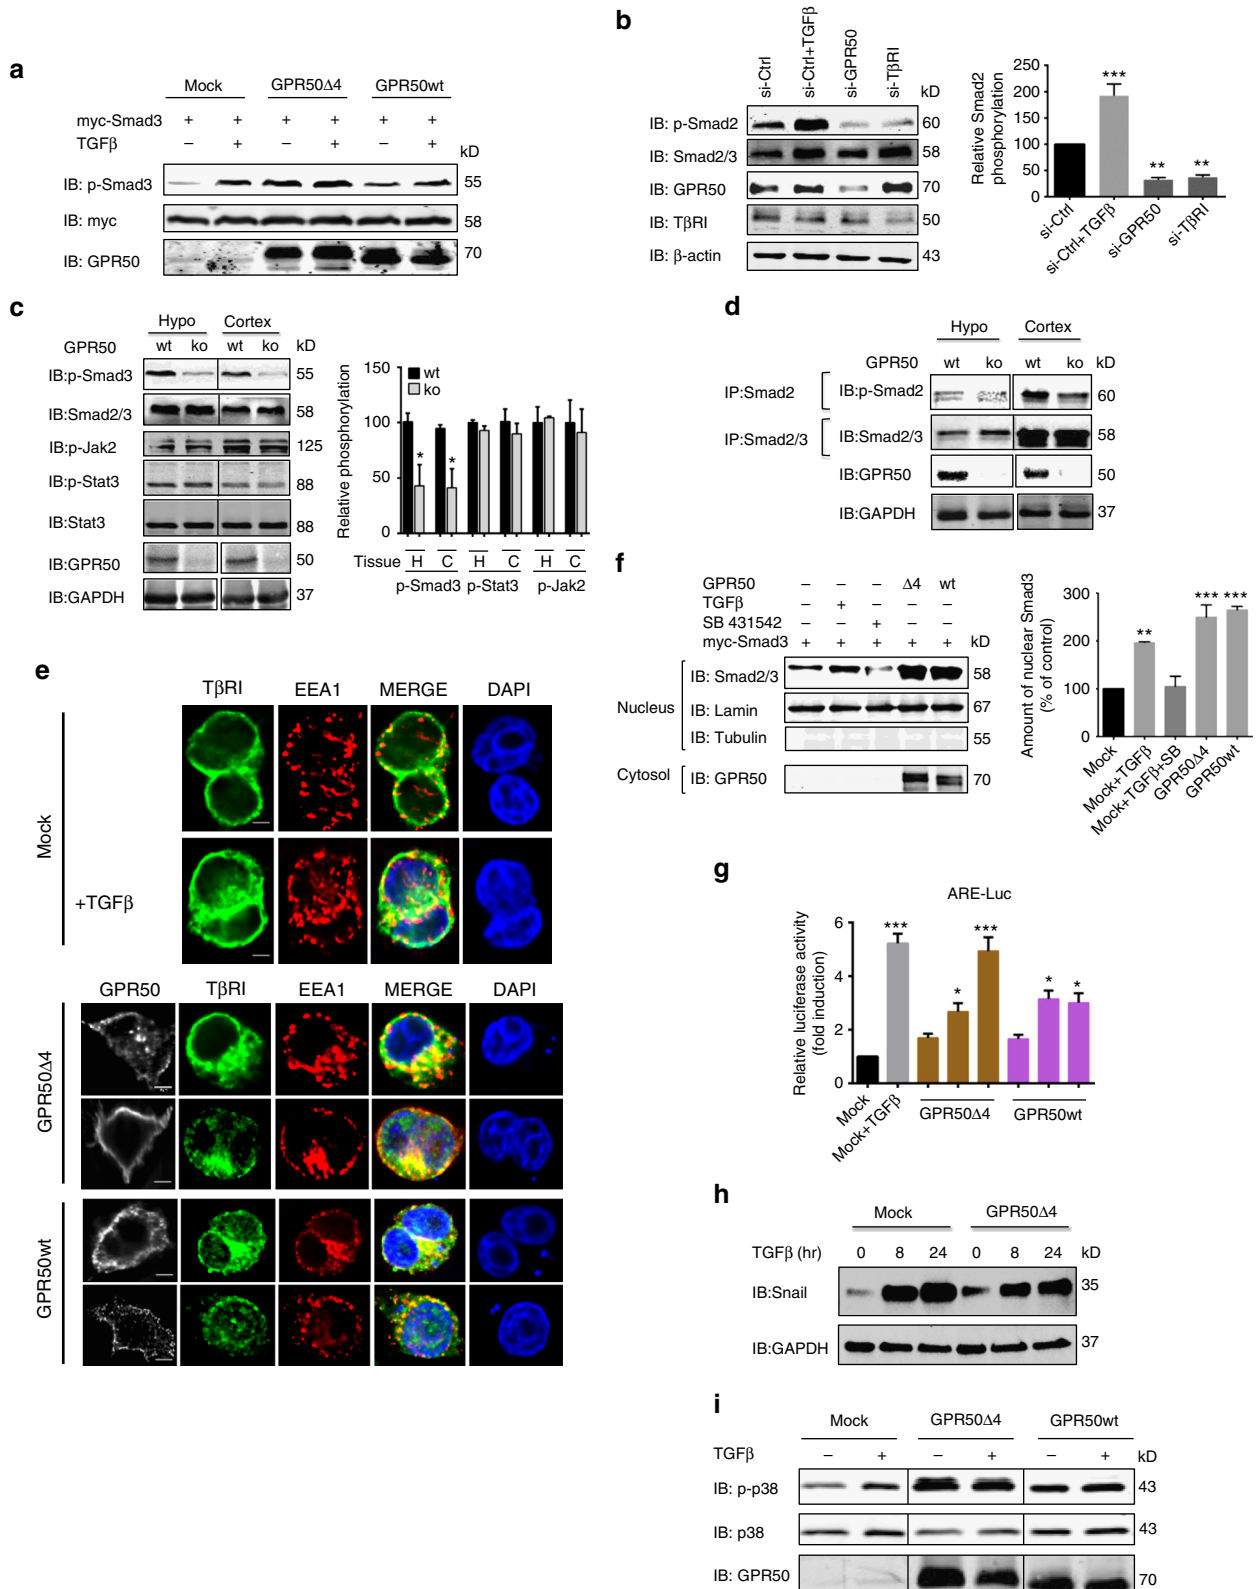 a
Mock GPR50Δ4 GPR50wt
myc-Smad3 + + + + + +
TGFβ – + – + – +
kD
IB: p-Smad3 55
IB: myc 58
IB: GPR50 70
b
si-Ctrl si-Ctrl+TGFβ si-GPR50 si-TβRI
kD
IB: p-Smad2 60
IB: Smad2/3 58
IB: GPR50 70
IB: TβRI 50
IB: β-actin 43
Relative Smad2 phosphorylation
250
200
150
100
50
0
*** ** **
si-Ctrl si-Ctrl+TGFβ si-GPR50 si-TβRI
c
Hypo Cortex
GPR50 wt ko wt ko kD
IB:p-Smad3 55
IB:Smad2/3 58
IB:p-Jak2 125
IB:p-Stat3 88
IB:Stat3 88
IB:GPR50 50
IB:GAPDH 37
Relative phosphorylation
150
100
50
0
wt
ko
* *
Tissue H C H C H C
p-Smad3 p-Stat3 p-Jak2
d
Hypo Cortex
GPR50 wt ko wt ko kD
IP:Smad2 IB:p-Smad2 60
IP:Smad2/3 IB:Smad2/3 58
IB:GPR50 50
IB:GAPDH 37
e
TβRI EEA1 MERGE DAPI
Mock
+TGFβ
GPR50 TβRI EEA1 MERGE DAPI
GPR50Δ4
GPR50wt
f
GPR50 – – – Δ4 wt
TGFβ – + – – –
SB 431542 – – + – –
myc-Smad3 + + + + + kD
Nucleus
IB: Smad2/3 58
IB: Lamin 67
IB: Tubulin 55
Cytosol IB: GPR50 70
Amount of nuclear Smad3 (% of control)
300
200
100
0
** *** ***
Mock Mock+TGFβ Mock+TGFβ+SB GPR50Δ4 GPR50wt
g
ARE-Luc
Relative luciferase activity (fold induction)
6
4
2
0
*** * *** * *
Mock Mock+TGFβ GPR50Δ4 GPR50wt
h
Mock GPR50Δ4
TGFβ (hr) 0 8 24 0 8 24 kD
IB:Snail 35
IB:GAPDH 37
i
Mock GPR50Δ4 GPR50wt
TGFβ – + – + – + kD
IB: p-p38 43
IB: p38 43
IB: GPR50 70